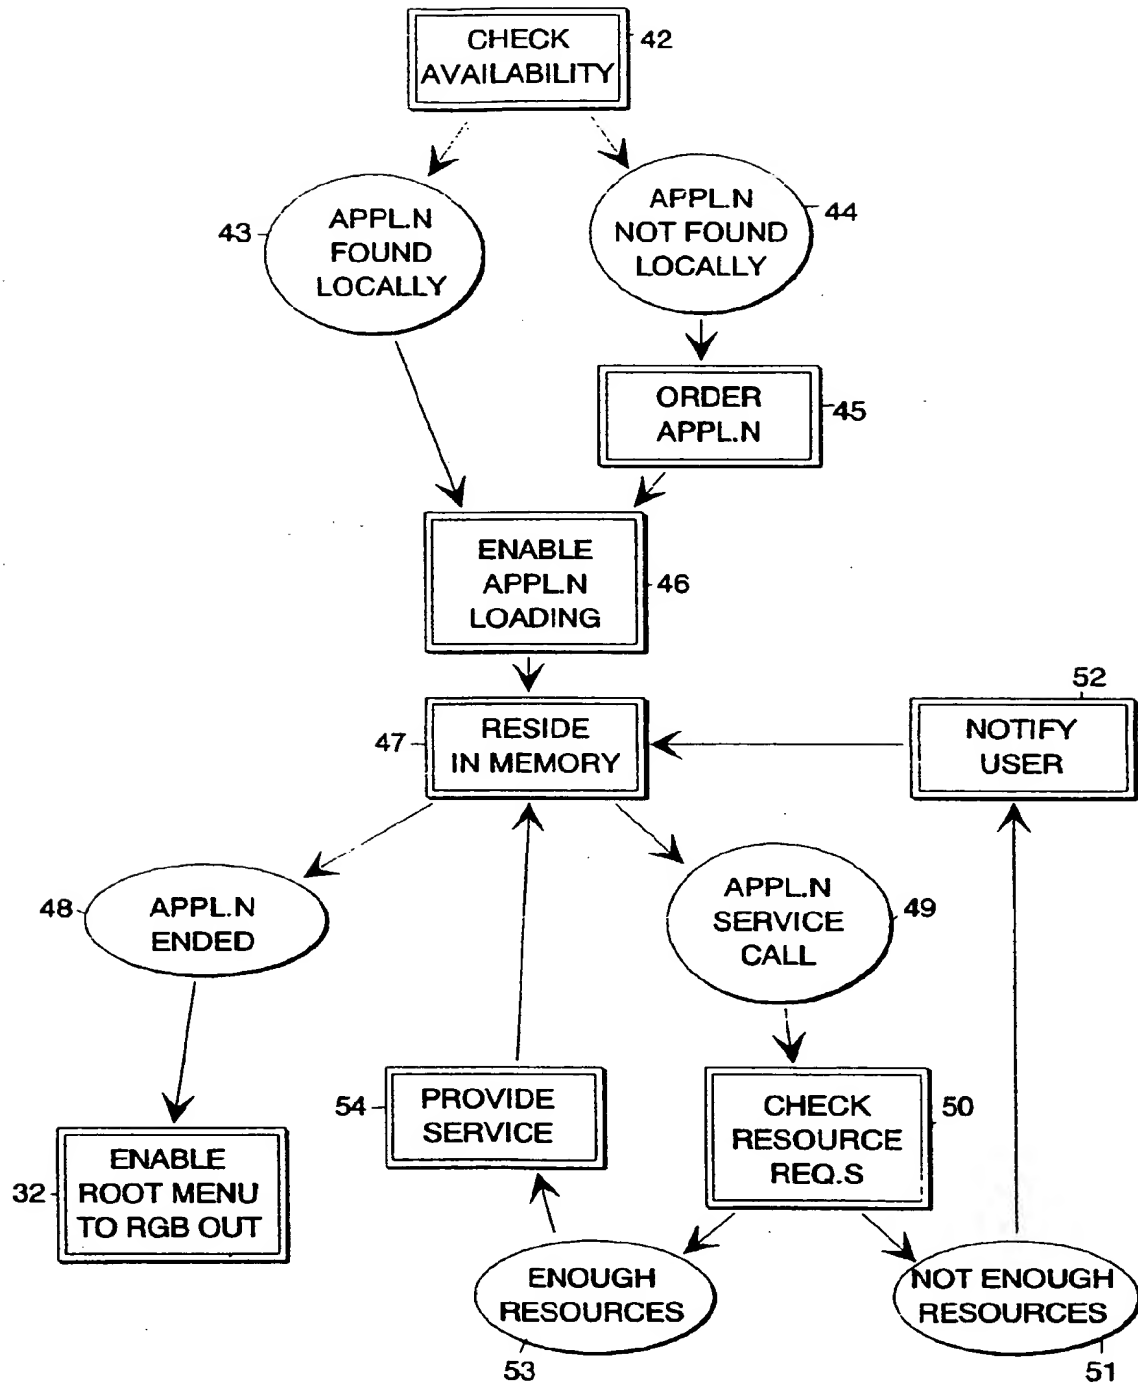 CHECK
AVAILABILITY
42
APPL.N
FOUND
LOCALLY
43
APPL.N
NOT FOUND
LOCALLY
44
ORDER
APPL.N
45
ENABLE
APPL.N
LOADING
46
RESIDE
IN MEMORY
47
NOTIFY
USER
52
APPL.N
ENDED
48
APPL.N
SERVICE
CALL
49
PROVIDE
SERVICE
54
CHECK
RESOURCE
REQ.S
50
ENABLE
ROOT MENU
TO RGB OUT
32
ENOUGH
RESOURCES
53
NOT ENOUGH
RESOURCES
51